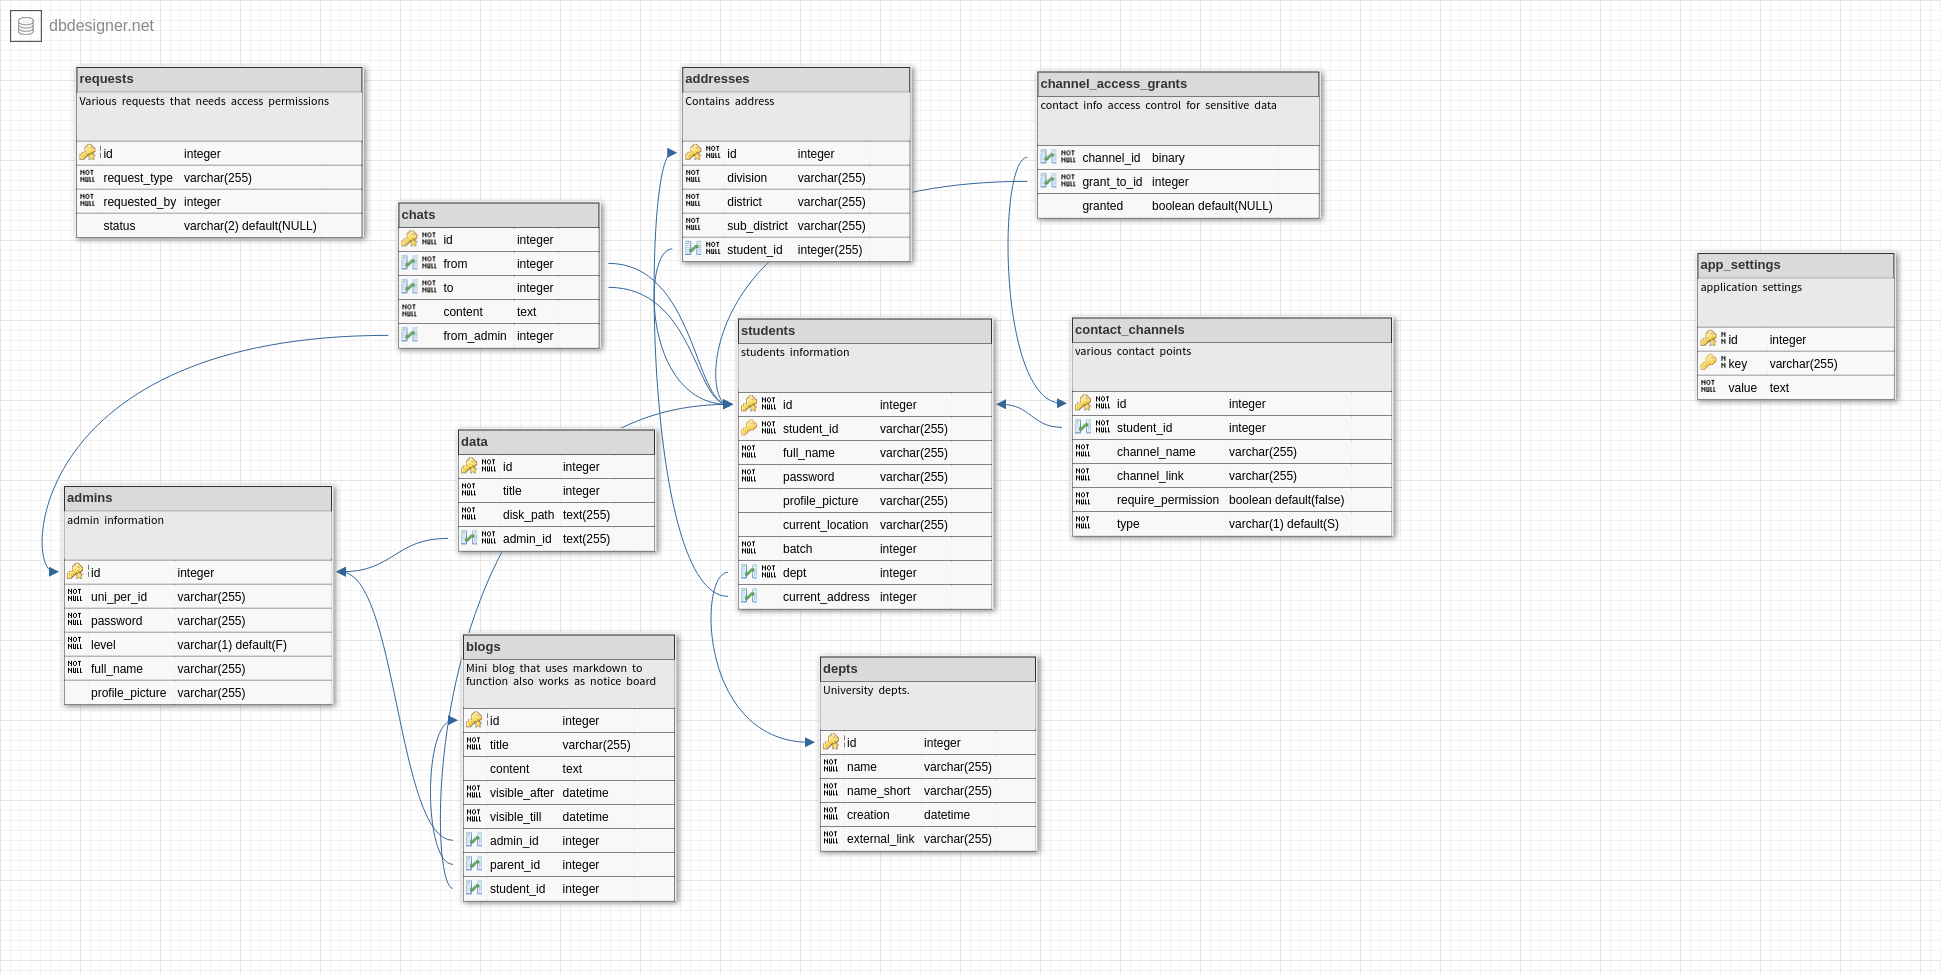 dbdesigner.net
requests
Various requests that needs access permissions
id integer
NOT NULL request_type varchar(255)
NOT NULL requested_by integer
status varchar(2) default(NULL)
addresses
Contains address
NOT NULL id integer
NOT NULL division varchar(255)
NOT NULL district varchar(255)
NOT NULL sub_district varchar(255)
NOT NULL student_id integer(255)
channel_access_grants
contact info access control for sensitive data
NOT NULL channel_id binary
NOT NULL grant_to_id integer
granted boolean default(NULL)
chats
NOT NULL id integer
NOT NULL from integer
NOT NULL to integer
NOT NULL content text
from_admin integer
app_settings
application settings
N N id integer
N N key varchar(255)
NOT NULL value text
students
students information
NOT NULL id integer
NOT NULL student_id varchar(255)
NOT NULL full_name varchar(255)
NOT NULL password varchar(255)
profile_picture varchar(255)
current_location varchar(255)
NOT NULL batch integer
NOT NULL dept integer
current_address integer
contact_channels
various contact points
NOT NULL id integer
NOT NULL student_id integer
NOT NULL channel_name varchar(255)
NOT NULL channel_link varchar(255)
NOT NULL require_permission boolean default(false)
NOT NULL type varchar(1) default(S)
data
NOT NULL id integer
NOT NULL title integer
NOT NULL disk_path text(255)
NOT NULL admin_id text(255)
admins
admin information
id integer
NOT NULL uni_per_id varchar(255)
NOT NULL password varchar(255)
NOT NULL level varchar(1) default(F)
NOT NULL full_name varchar(255)
profile_picture varchar(255)
blogs
Mini blog that uses markdown to
function also works as notice board
id integer
NOT NULL title varchar(255)
content text
NOT NULL visible_after datetime
NOT NULL visible_till datetime
admin_id integer
parent_id integer
student_id integer
depts
University depts.
id integer
NOT NULL name varchar(255)
NOT NULL name_short varchar(255)
NOT NULL creation datetime
NOT NULL external_link varchar(255)